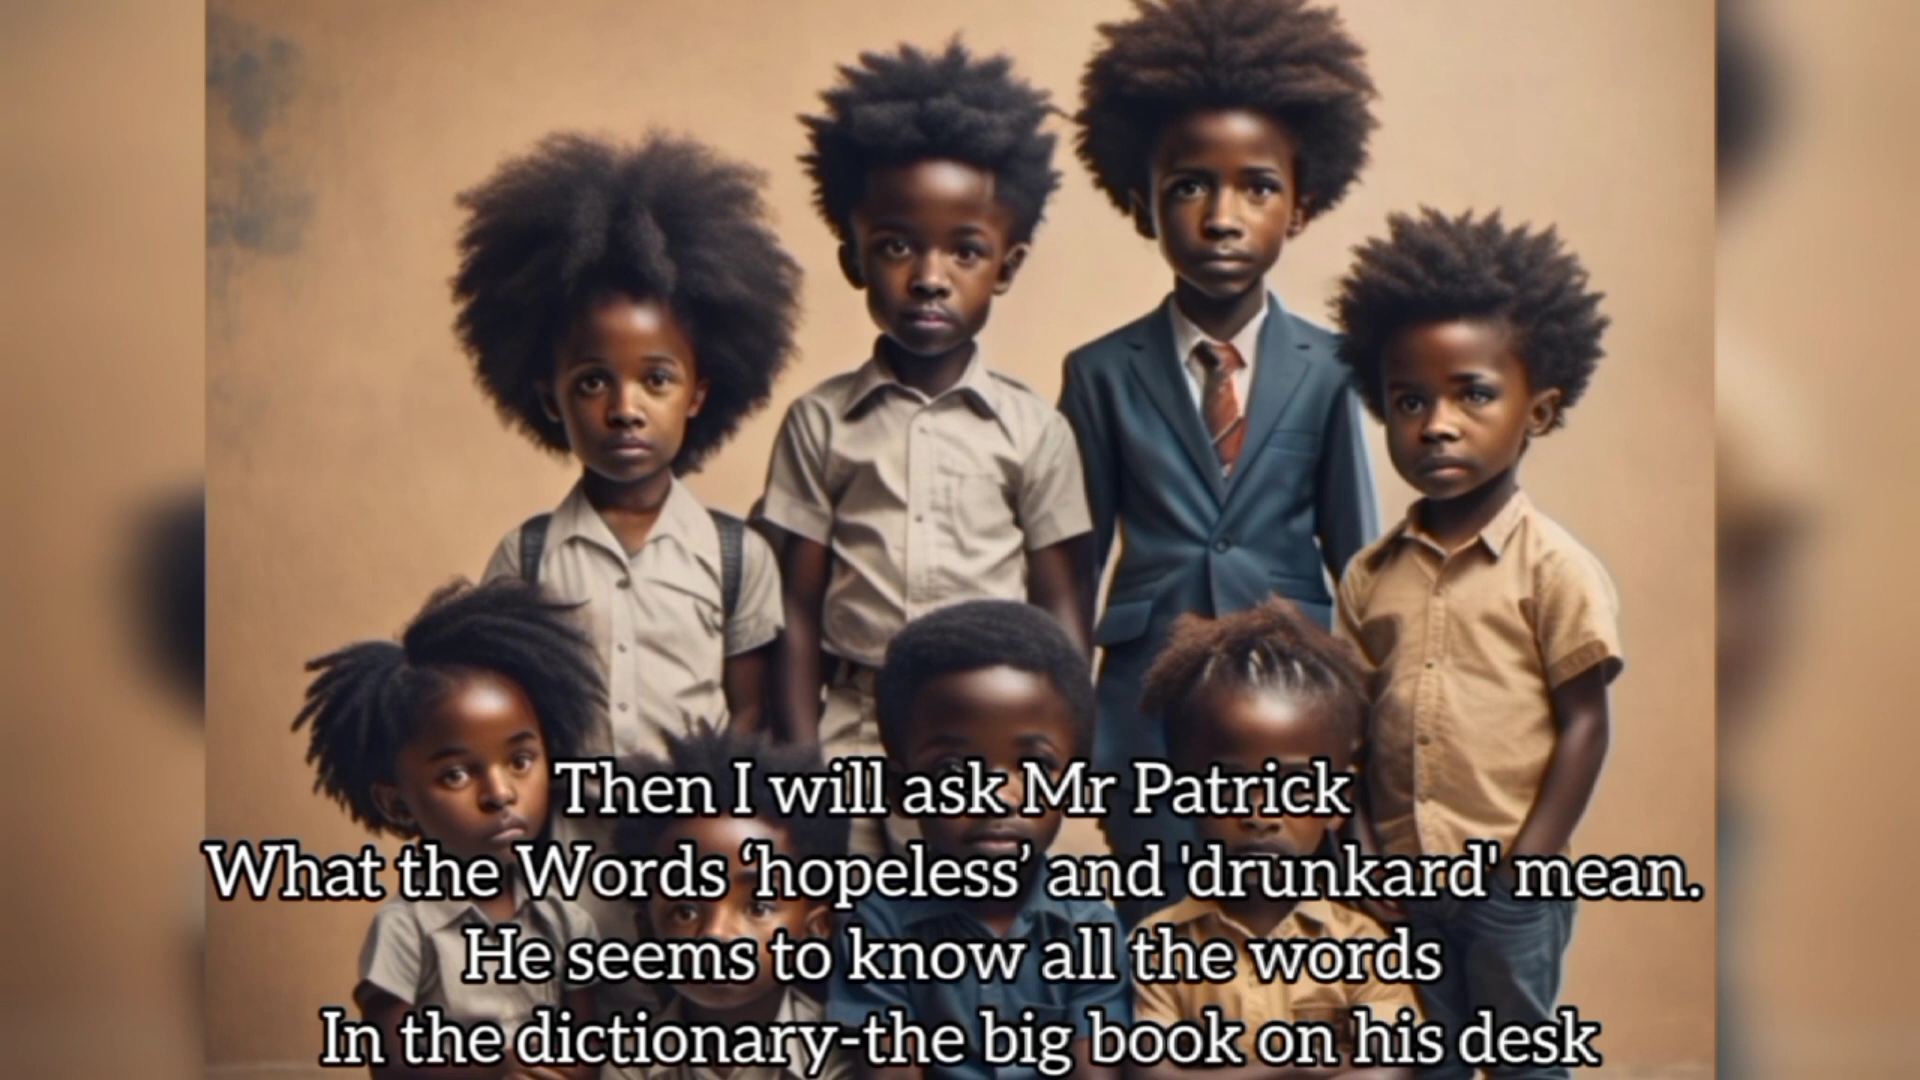 Then I will ask Mr Patrick
What the Words ‘hopeless’ and 'drunkard' mean.
He seems to know all the words
In the dictionary-the big book on his desk